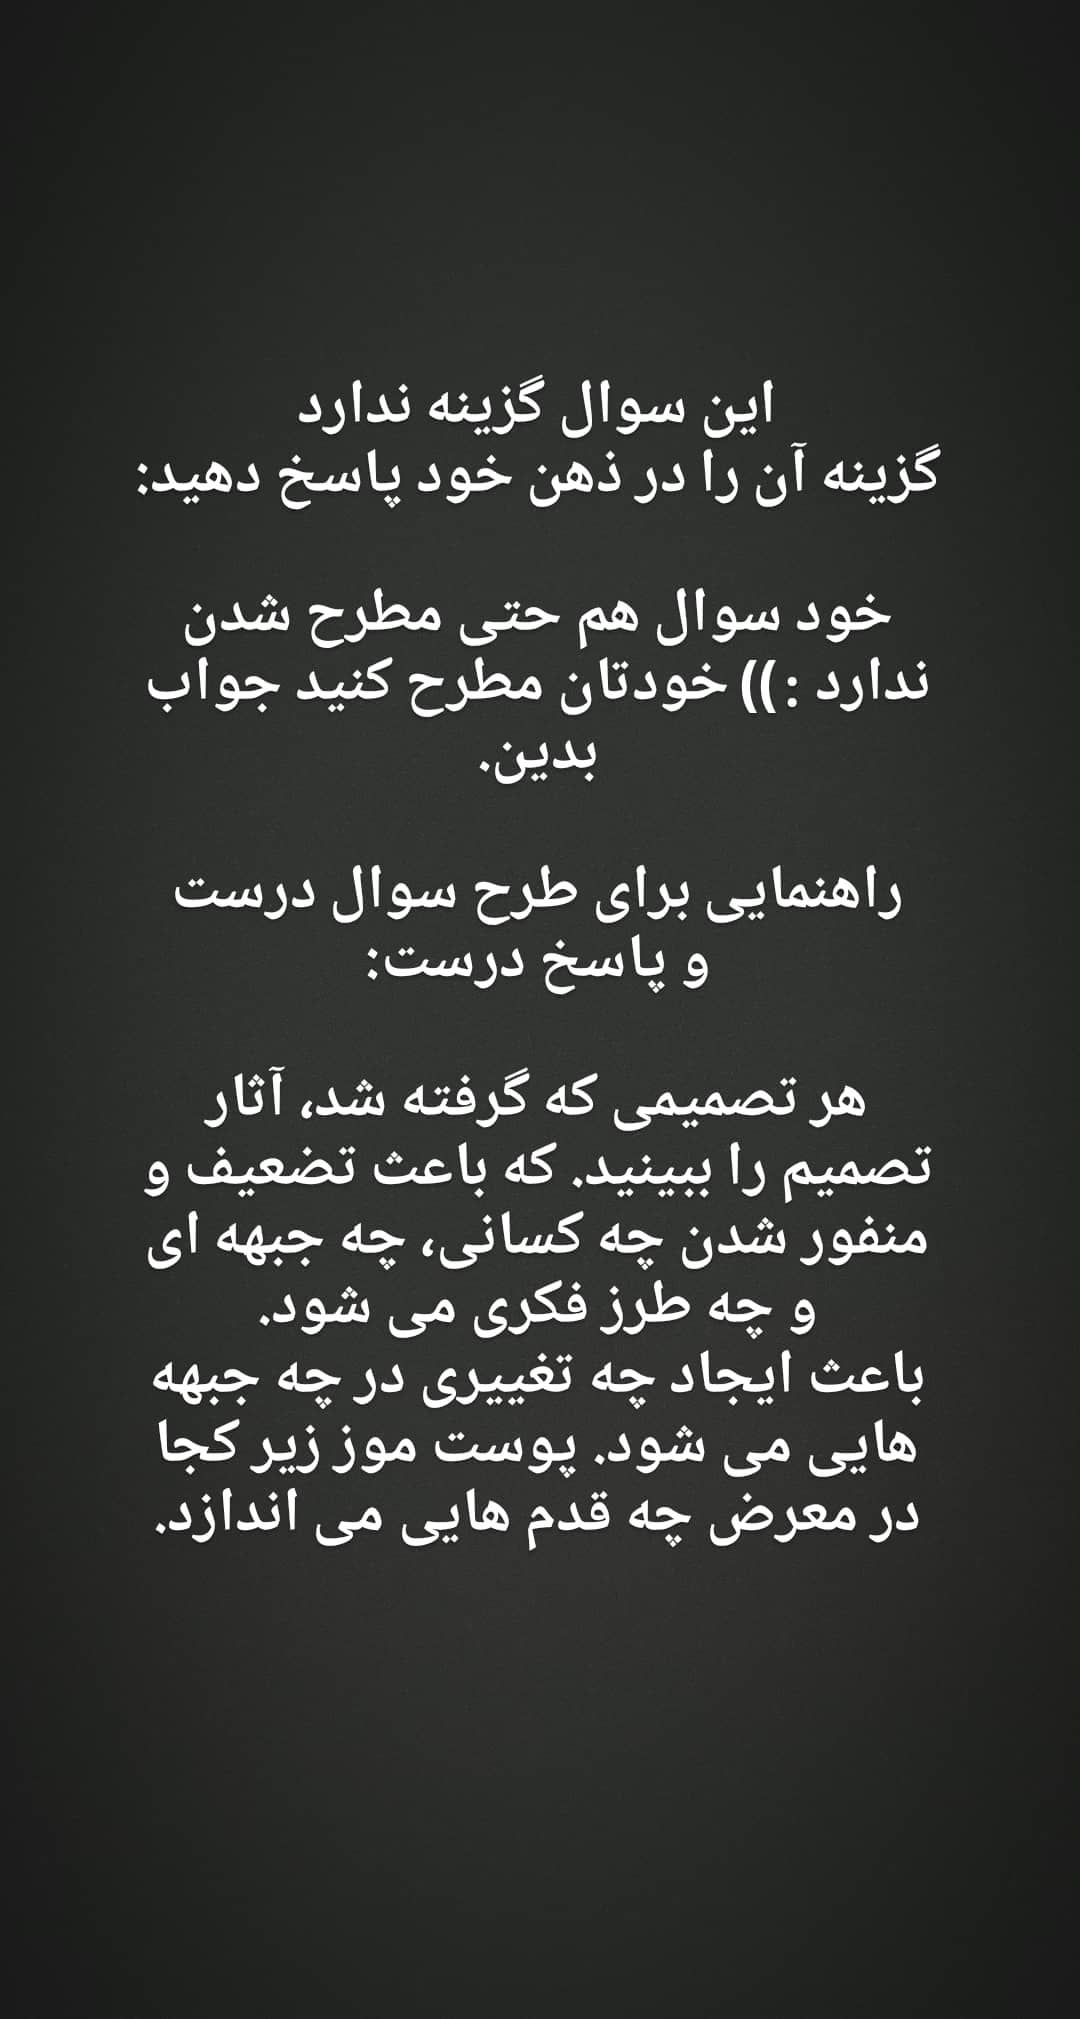 این سوال گزینه ندارد
گزینه آن را در ذهن خود پاسخ دهید:
خود سوال هم حتی مطرح شدن
ندارد :)) خودتان مطرح کنید جواب
بدین.
راهنمایی برای طرح سوال درست
و پاسخ درست:
هر تصمیمی که گرفته شد، آثار
تصمیم را ببینید. که باعث تضعیف و
منفور شدن چه کسانی، چه جبهه ای
و چه طرز فکری می شود.
باعث ایجاد چه تغییری در چه جبهه
هایی می شود. پوست موز زیر کجا
در معرض چه قدم هایی می اندازد.